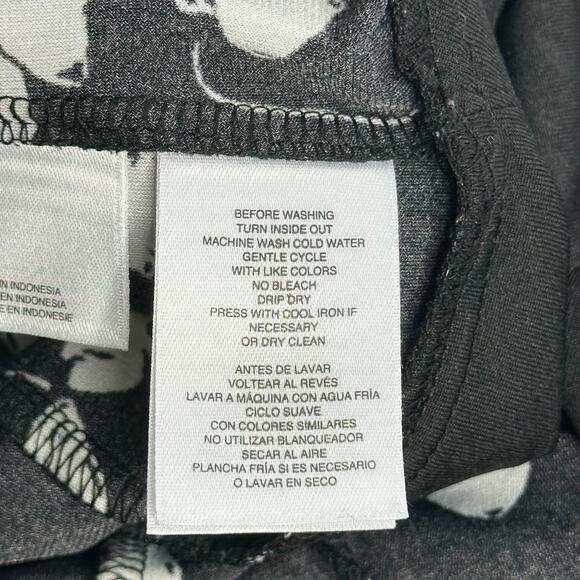 BEFORE WASHING
TURN INSIDE OUT
MACHINE WASH COLD WATER
GENTLE CYCLE
WITH LIKE COLORS
NO BLEACH
DRIP DRY
PRESS WITH COOL IRON IF
NECESSARY
OR DRY CLEAN
ANTES DE LAVAR
VOLTEAR AL REVÉS
LAVAR A MÁQUINA CON AGUA FRÍA
CICLO SUAVE
CON COLORES SIMILARES
NO UTILIZAR BLANQUEADOR
SECAR AL AIRE
PLANCHA FRÍA SI ES NECESARIO
O LAVAR EN SECO
IN INDONESIA
EN INDONESIA
E EN INDONESIE